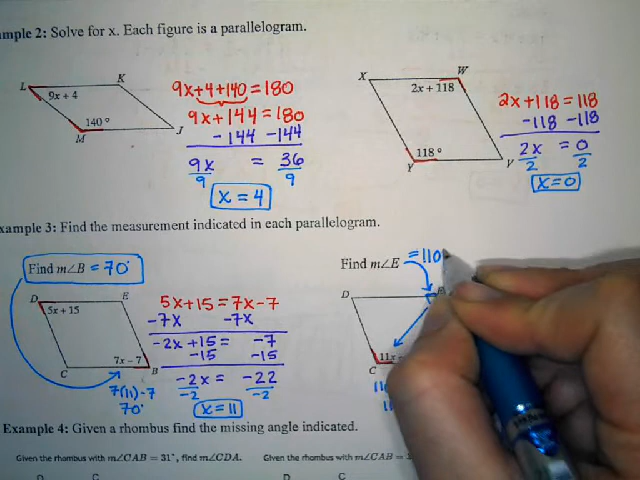 ample 2: Solve for x. Each figure is a parallelogram.
L
K
9x + 4
140°
M
J
9x+4+140=180
9x+144=180
-144 -144
9x = 36
9 9
x=4
X
W
2x + 118
118°
Y
V
2x+118=118
-118 -118
2x = 0
2 2
x=0
xample 3: Find the measurement indicated in each parallelogram.
Find m∠B =70°
D
E
5x + 15
7x - 7
C
B
7(11)-7
70°
5x+15=7x-7
-7x -7x
-2x+15= -7
-15 -15
-2x = -22
-2 -2
x=11
Find m∠E =110
D
11x
C
11
Example 4: Given a rhombus find the missing angle indicated.
Given the rhombus with m∠CAB = 31°, find m∠CDA. Given the rhombus with m∠CAB =
D C D C